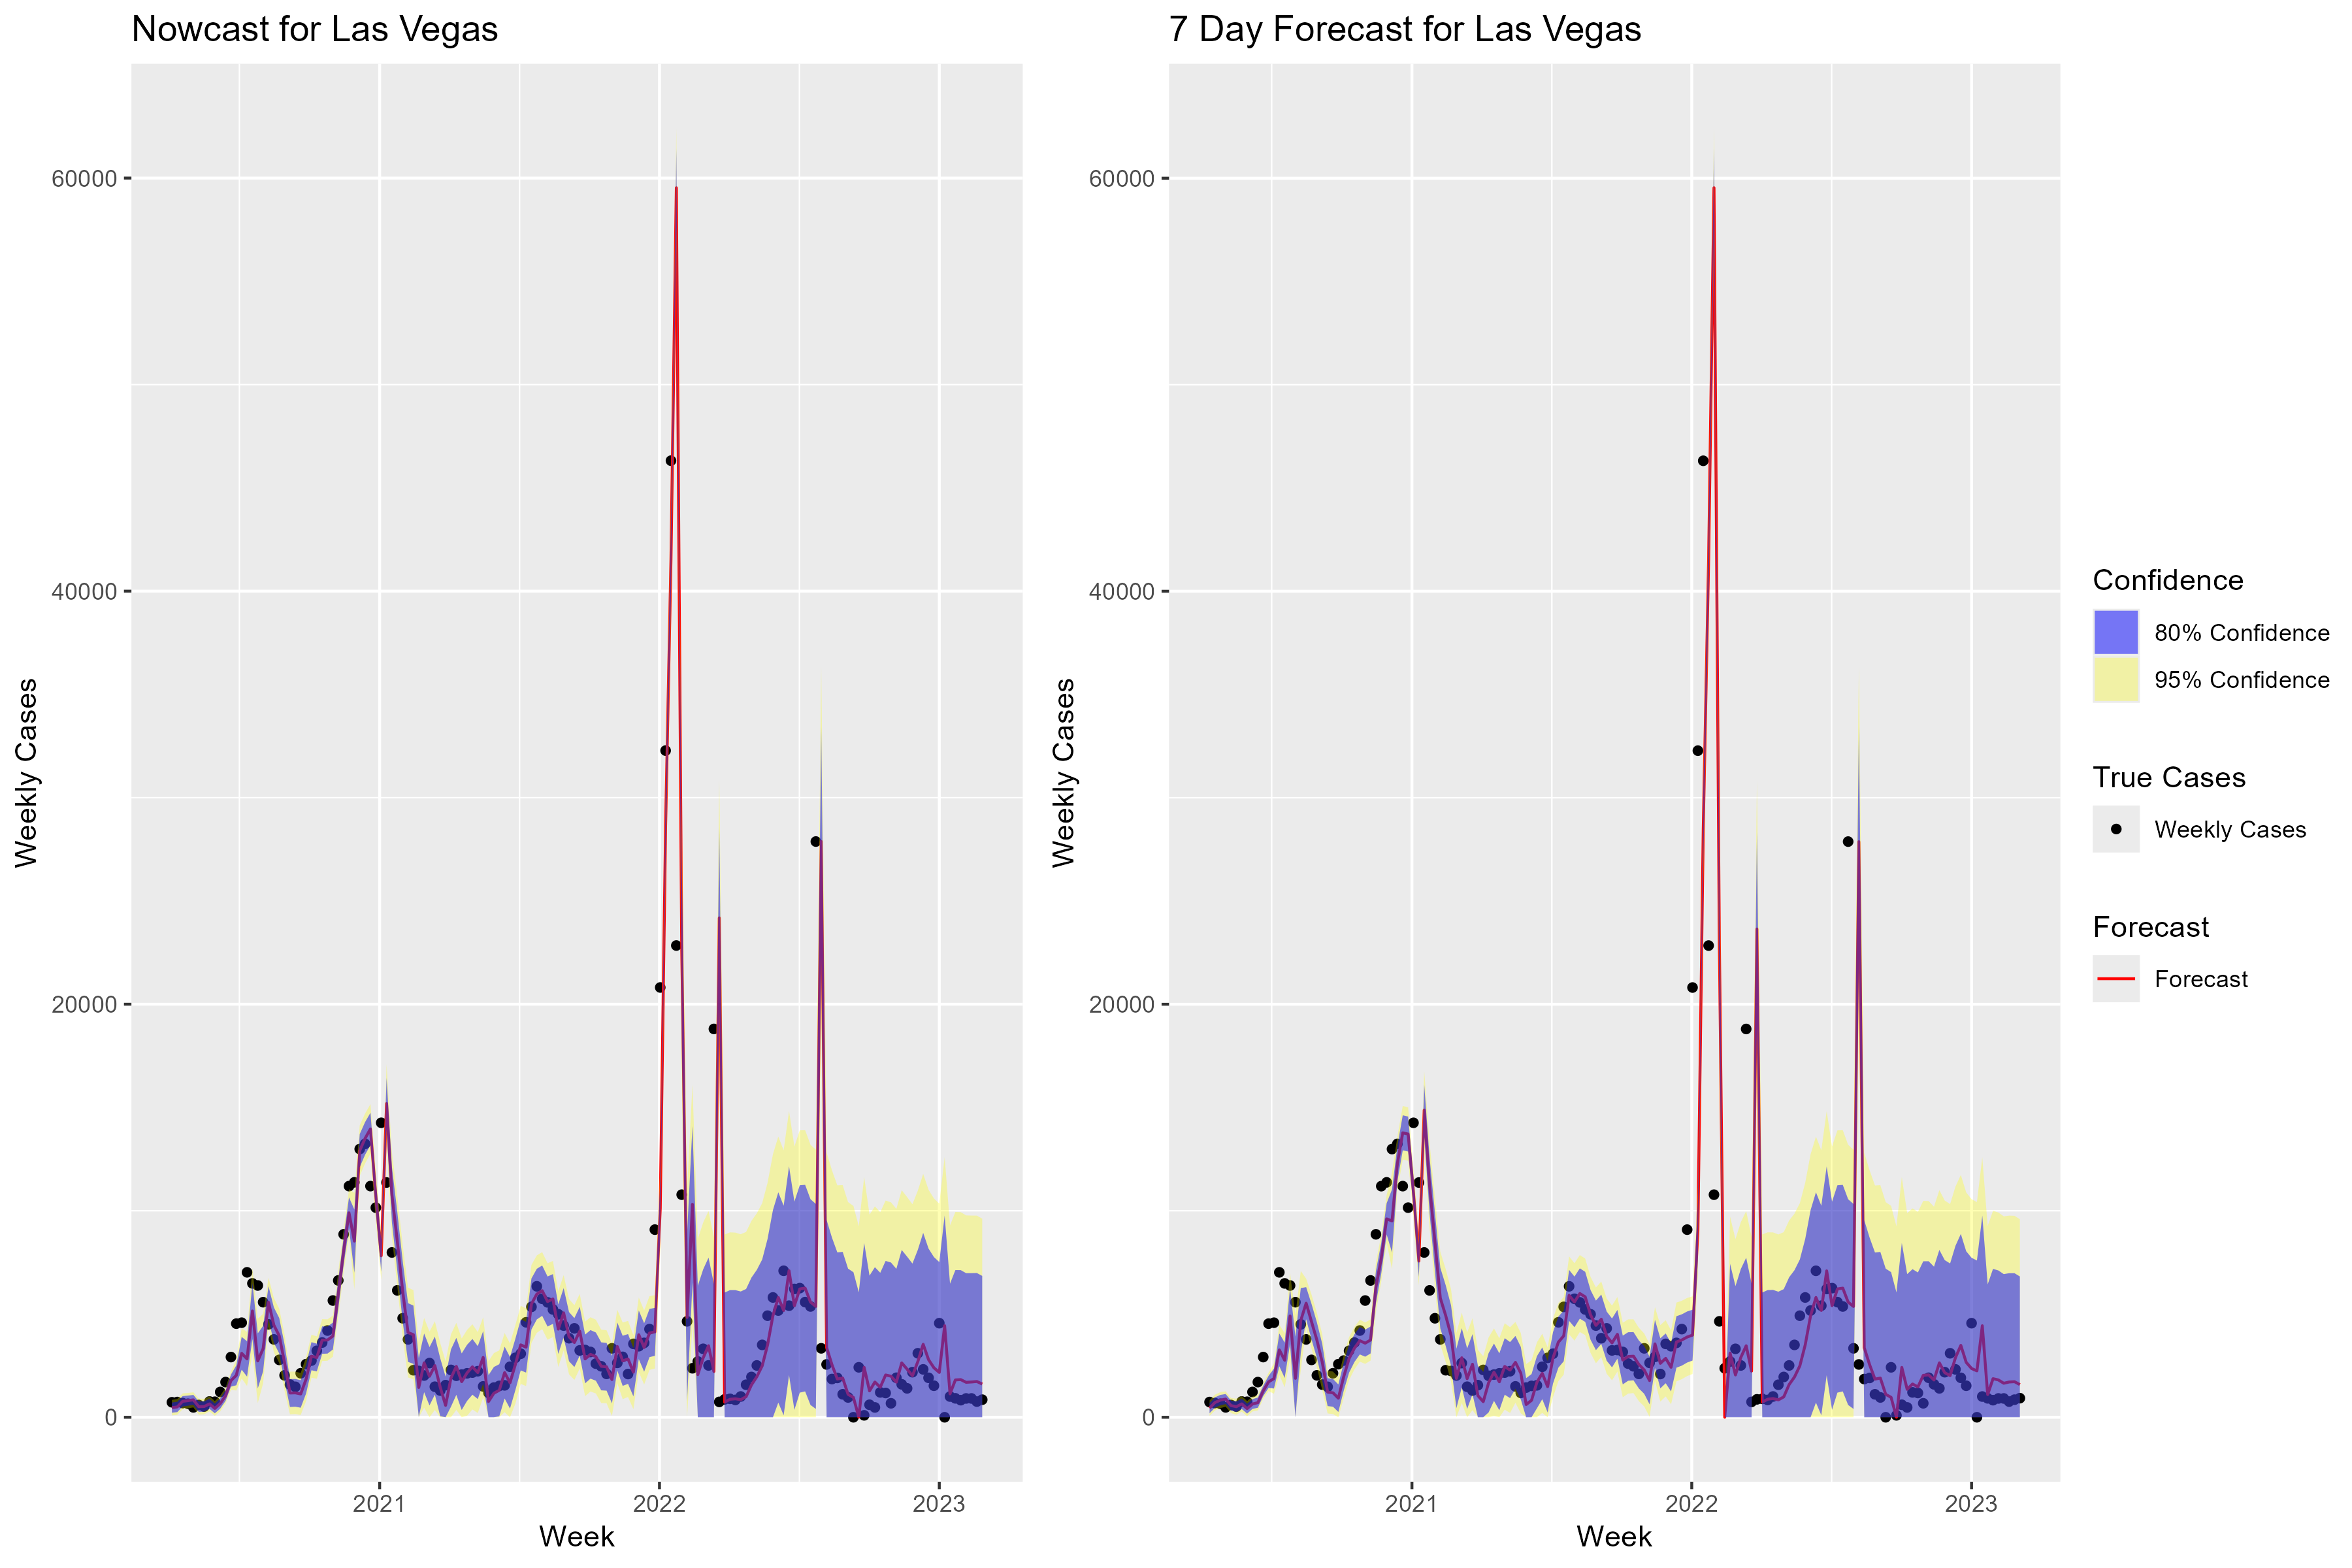 Nowcast for Las Vegas
Weekly Cases
60000
40000
20000
0
2021 2022 2023
Week
7 Day Forecast for Las Vegas
Weekly Cases
60000
40000
20000
0
2021 2022 2023
Week
Confidence
80% Confidence
95% Confidence
True Cases
Weekly Cases
Forecast
Forecast